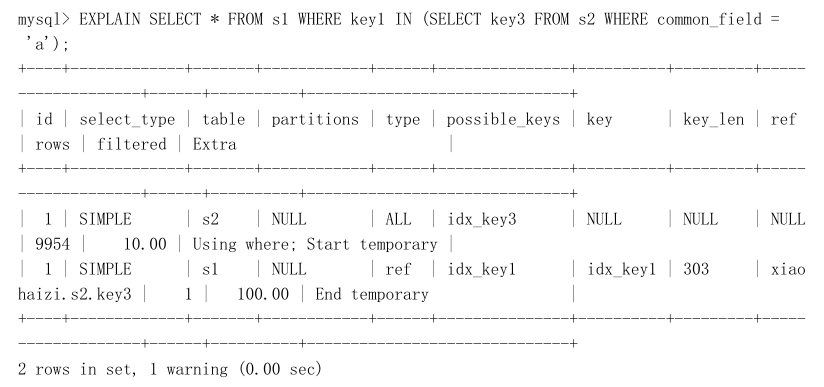 mysql> EXPLAIN SELECT * FROM s1 WHERE key1 IN (SELECT key3 FROM s2 WHERE common_field =
 'a');
+----+-------------+-------+------------+------+---------------+----------+---------+-----
---------------+------+----------+-----------------------------+
| id | select_type | table | partitions | type | possible_keys | key      | key_len | ref
| rows | filtered | Extra                       |
+----+-------------+-------+------------+------+---------------+----------+---------+-----
---------------+------+----------+-----------------------------+
|  1 | SIMPLE      | s2    | NULL       | ALL  | idx_key3      | NULL     | NULL    | NULL
| 9954 |    10.00 | Using where; Start temporary |
|  1 | SIMPLE      | s1    | NULL       | ref  | idx_key1      | idx_key1 | 303     | xiao
haizi.s2.key3 |    1 |   100.00 | End temporary               |
+----+-------------+-------+------------+------+---------------+----------+---------+-----
---------------+------+----------+-----------------------------+
2 rows in set, 1 warning (0.00 sec)